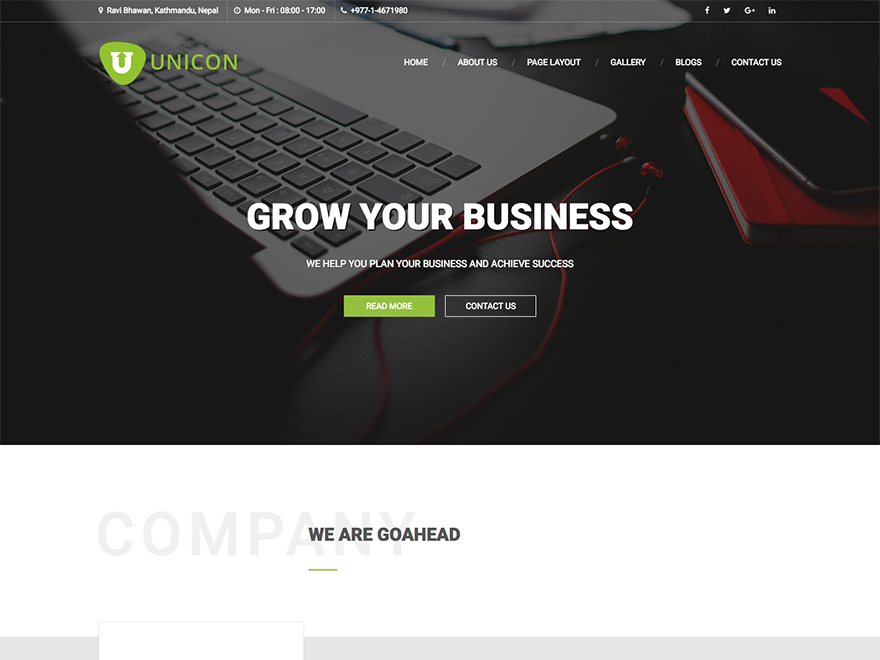 Ravi Bhawan, Kathmandu, Nepal Mon - Fri : 08:00 - 17:00 +977-1-4671980
UNICON
HOME / ABOUT US / PAGE LAYOUT / GALLERY / BLOGS / CONTACT US
GROW YOUR BUSINESS
WE HELP YOU PLAN YOUR BUSINESS AND ACHIEVE SUCCESS
READ MORE CONTACT US
COMPANY
WE ARE GOAHEAD